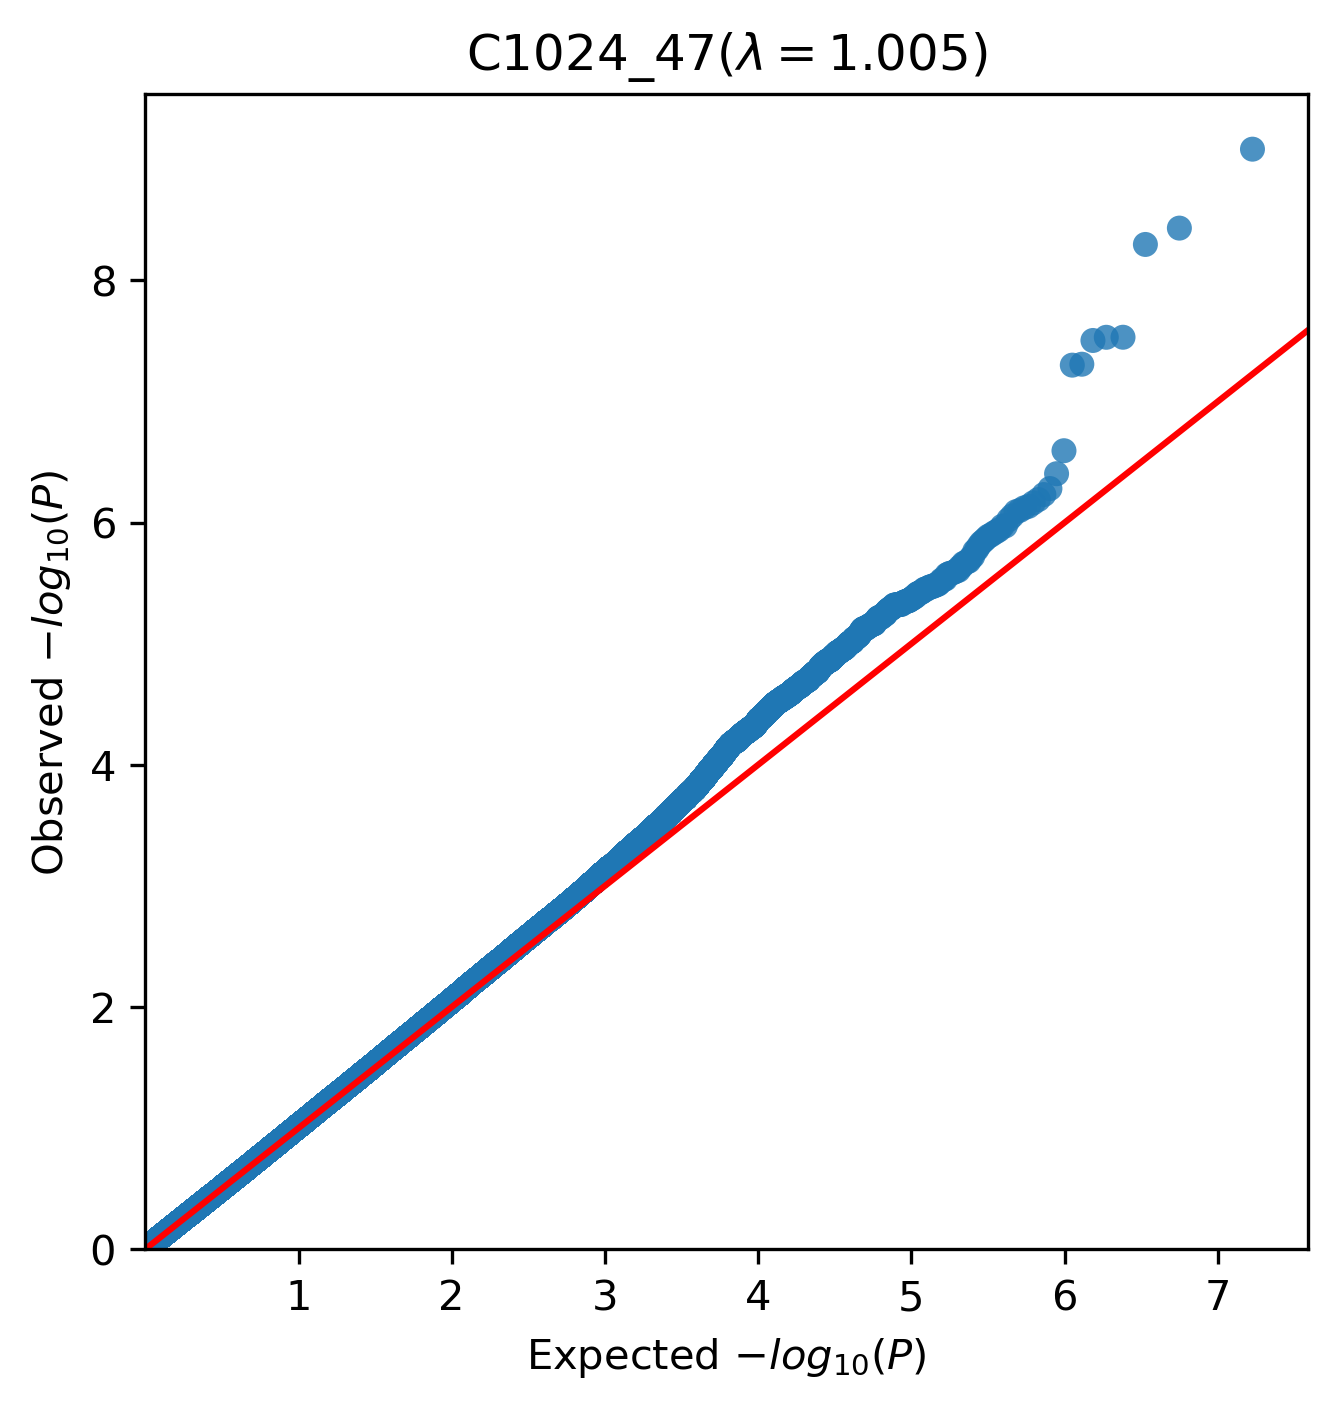 C1024_47(λ = 1.005)
Observed −log₁₀(P)
8
6
4
2
0
1 2 3 4 5 6 7
Expected −log₁₀(P)